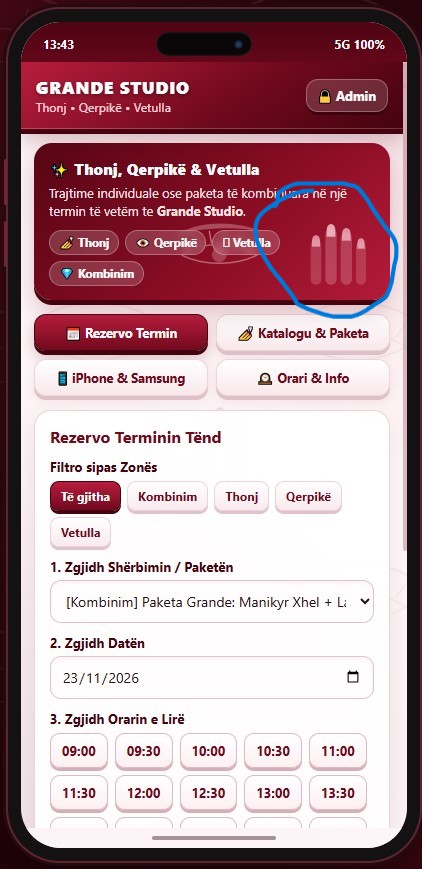 13:43
5G 100%
GRANDE STUDIO
Thonj • Qerpikë • Vetulla
🔒 Admin
✨ Thonj, Qerpikë & Vetulla
Trajtime individuale ose paketa të kombinuara në një
termin të vetëm te Grande Studio.
💅 Thonj
👁 Qerpikë
Vetulla
💎 Kombinim
📅 Rezervo Termin
💅 Katalogu & Paketa
📱 iPhone & Samsung
🕰 Orari & Info
Rezervo Terminin Tënd
Filtro sipas Zonës
Të gjitha
Kombinim
Thonj
Qerpikë
Vetulla
1. Zgjidh Shërbimin / Paketën
[Kombinim] Paketa Grande: Manikyr Xhel + La
2. Zgjidh Datën
23/11/2026
3. Zgjidh Orarin e Lirë
09:00
09:30
10:00
10:30
11:00
11:30
12:00
12:30
13:00
13:30